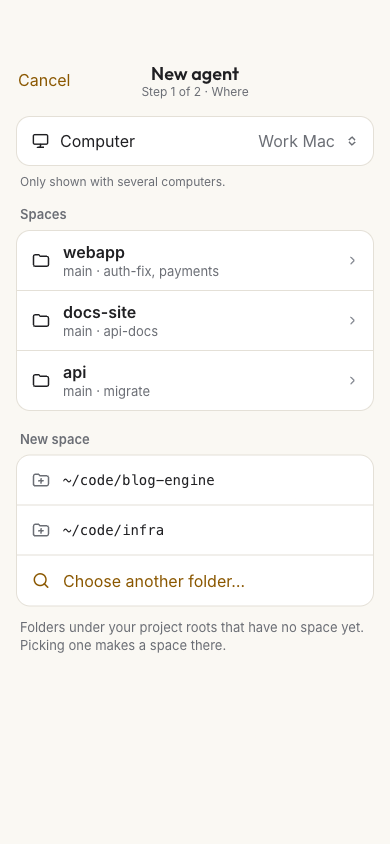 Cancel
New agent
Step 1 of 2 · Where
Computer
Work Mac
Only shown with several computers.
Spaces
webapp
main · auth-fix, payments
docs-site
main · api-docs
api
main · migrate
New space
~/code/blog-engine
~/code/infra
Choose another folder...
Folders under your project roots that have no space yet.
Picking one makes a space there.